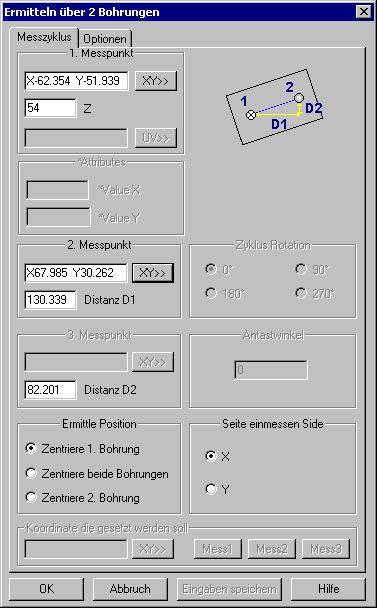 Ermitteln über 2 Bohrungen
Messzyklus Optionen
1. Messpunkt
X-62.354 Y-51.939 XY>>
54 Z
UV>>
1 2 D1 D2
*Attributes
*Value X
*Value Y
2. Messpunkt
X67.985 Y30.262 XY>>
130.339 Distanz D1
Zyklus Rotation
0° 90°
180° 270°
3. Messpunkt
XY>>
82.201 Distanz D2
Antastwinkel
0
Ermittle Position
Zentriere 1. Bohrung
Zentriere beide Bohrungen
Zentriere 2. Bohrung
Seite einmessen Side
X
Y
Koordinate die gesetzt werden soll
XY>> Mess1 Mess2 Mess3
OK Abbruch Eingaben speichern Hilfe